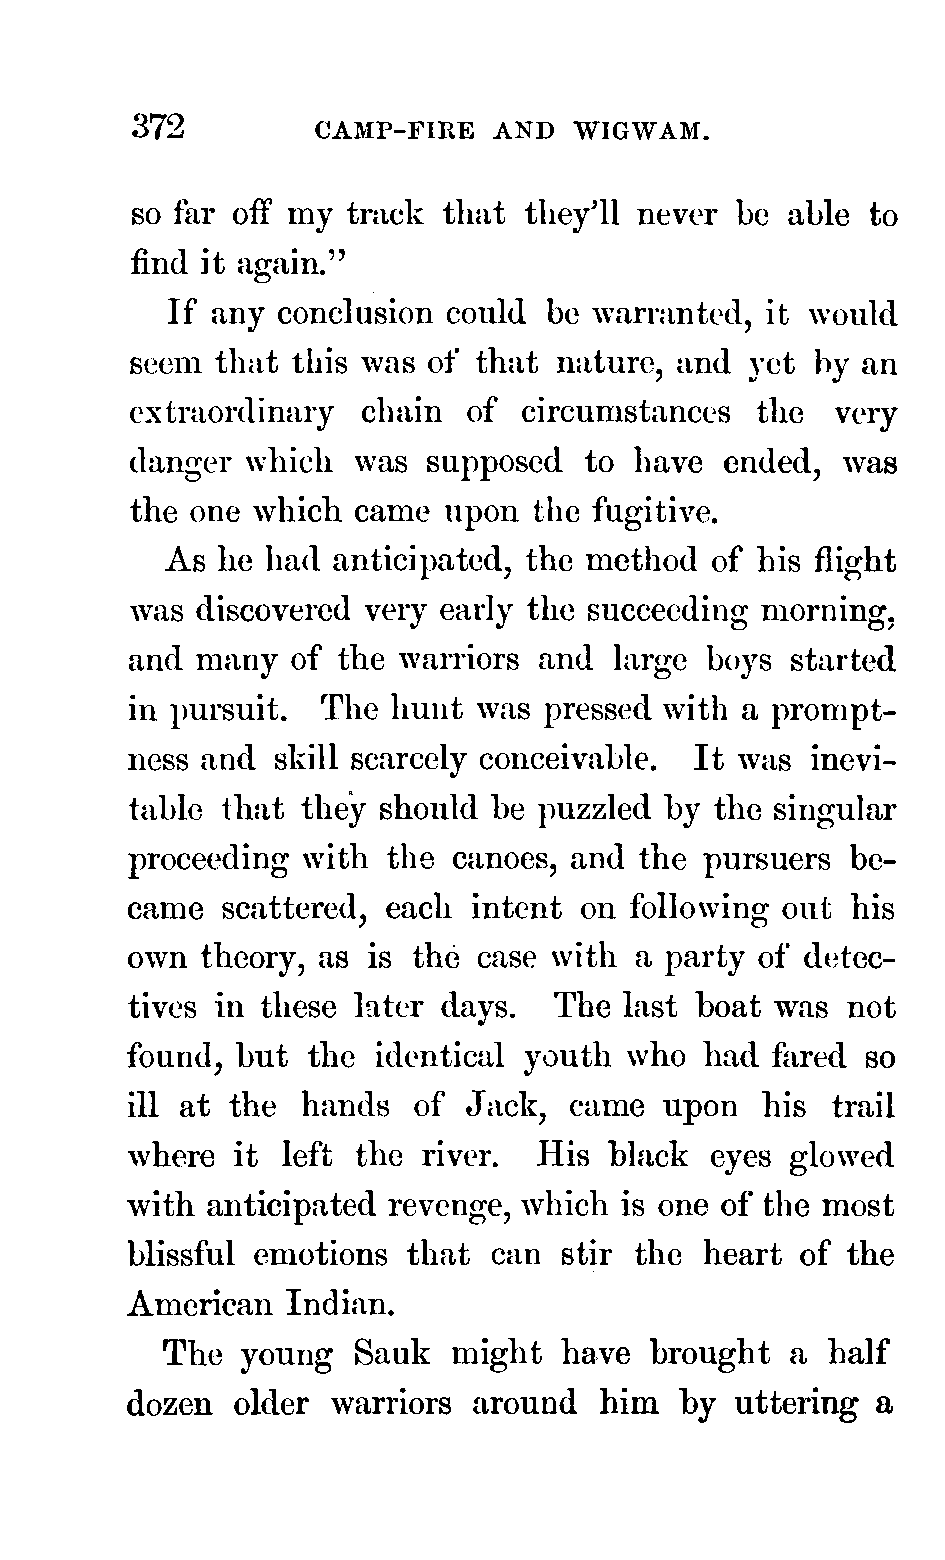 372 CAMP-FIRE AND WIGWAM.
so far off my track that they'll never be able to
find it again."
If any conclusion could be warranted, it would
seem that this was of that nature, and yet by an
extraordinary chain of circumstances the very
danger which was supposed to have ended, was
the one which came upon the fugitive.
As he had anticipated, the method of his flight
was discovered very early the succeeding morning,
and many of the warriors and large boys started
in pursuit. The hunt was pressed with a prompt-
ness and skill scarcely conceivable. It was inevi-
table that they should be puzzled by the singular
proceeding with the canoes, and the pursuers be-
came scattered, each intent on following out his
own theory, as is the case with a party of detec-
tives in these later days. The last boat was not
found, but the identical youth who had fared so
ill at the hands of Jack, came upon his trail
where it left the river. His black eyes glowed
with anticipated revenge, which is one of the most
blissful emotions that can stir the heart of the
American Indian.
The young Sauk might have brought a half
dozen older warriors around him by uttering a